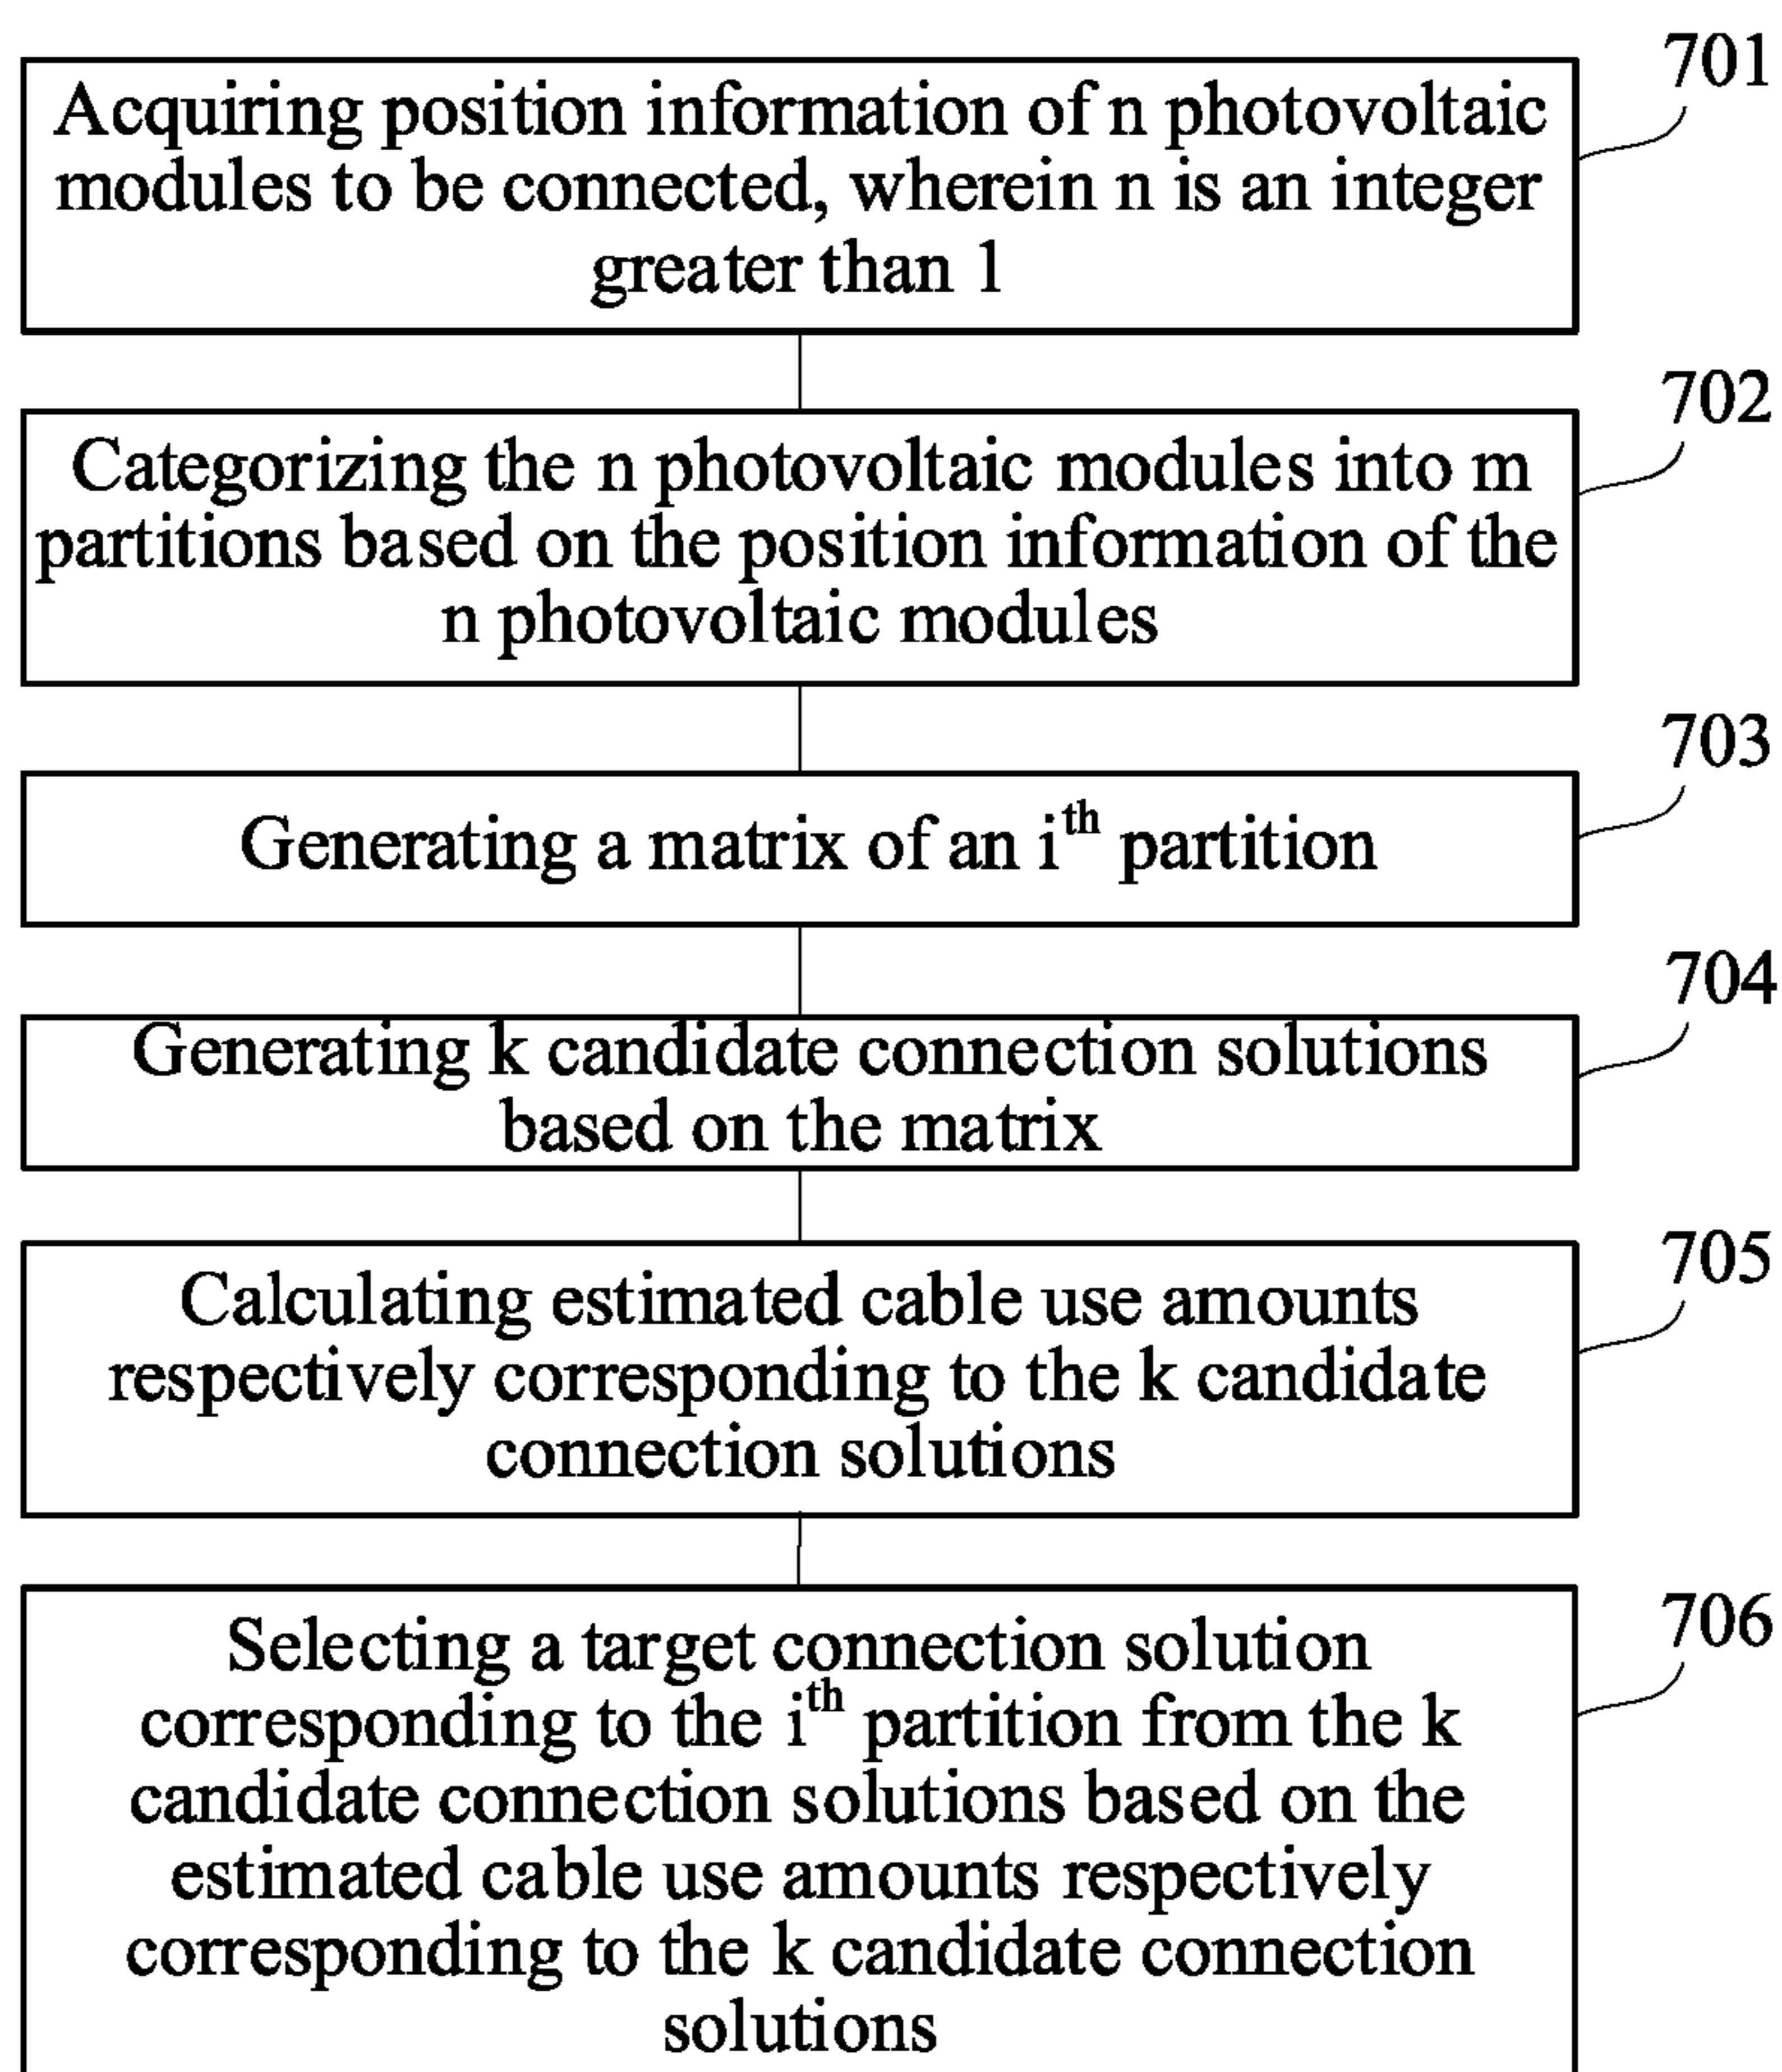 701
Acquiring position information of n photovoltaic
modules to be connected, wherein n is an integer
greater than 1
702
Categorizing the n photovoltaic modules into m
partitions based on the position information of the
n photovoltaic modules
703
Generating a matrix of an iᵗʰ partition
704
Generating k candidate connection solutions
based on the matrix
705
Calculating estimated cable use amounts
respectively corresponding to the k candidate
connection solutions
706
Selecting a target connection solution
corresponding to the iᵗʰ partition from the k
candidate connection solutions based on the
estimated cable use amounts respectively
corresponding to the k candidate connection
solutions